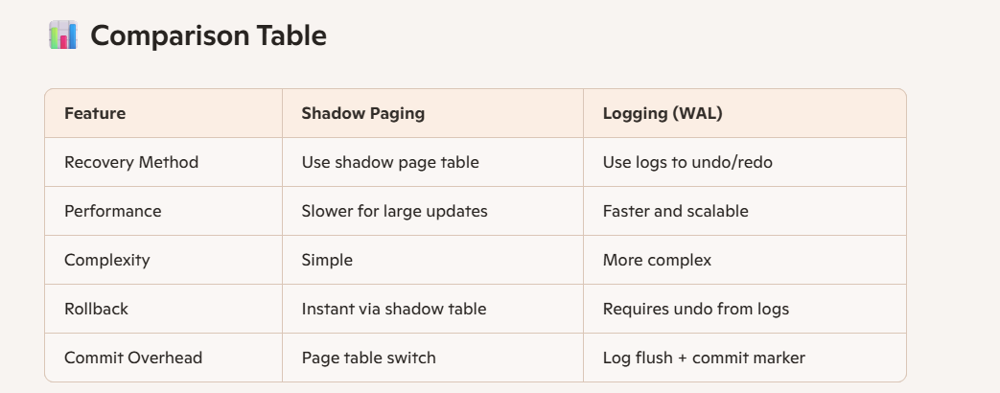 Comparison Table
Feature Shadow Paging Logging (WAL)
Recovery Method Use shadow page table Use logs to undo/redo
Performance Slower for large updates Faster and scalable
Complexity Simple More complex
Rollback Instant via shadow table Requires undo from logs
Commit Overhead Page table switch Log flush + commit marker